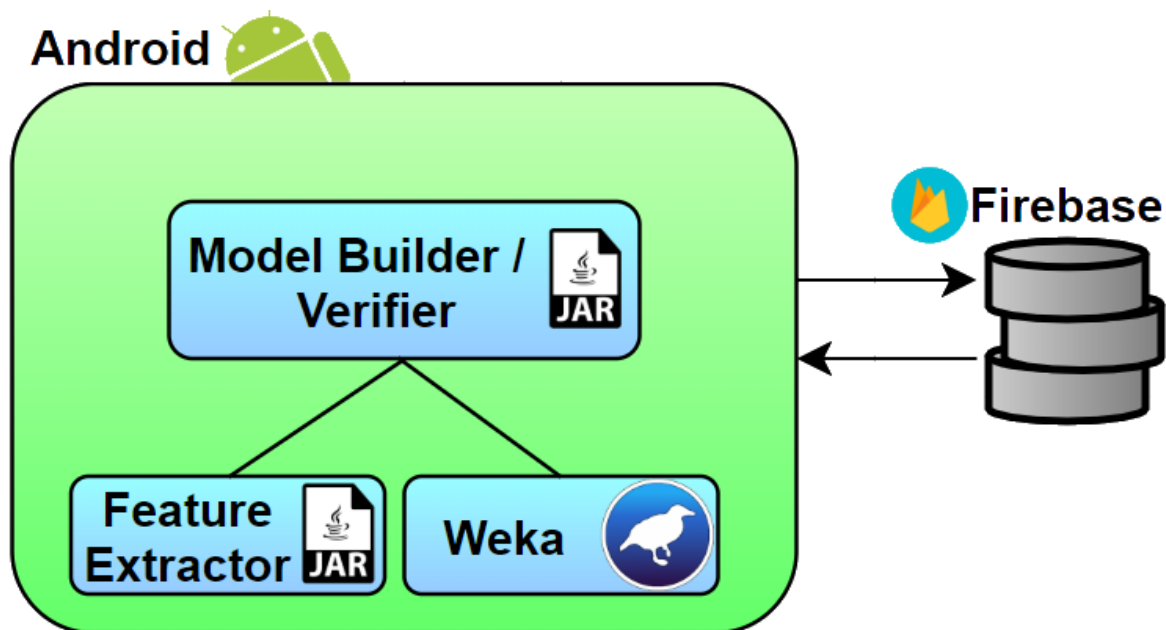 Android
Firebase
Model Builder /
Verifier
JAR
Feature
Extractor
JAR
Weka